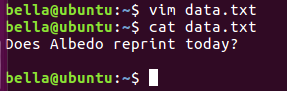 bella@ubuntu:~$ vim data.txt
bella@ubuntu:~$ cat data.txt
Does Albedo reprint today?

bella@ubuntu:~$